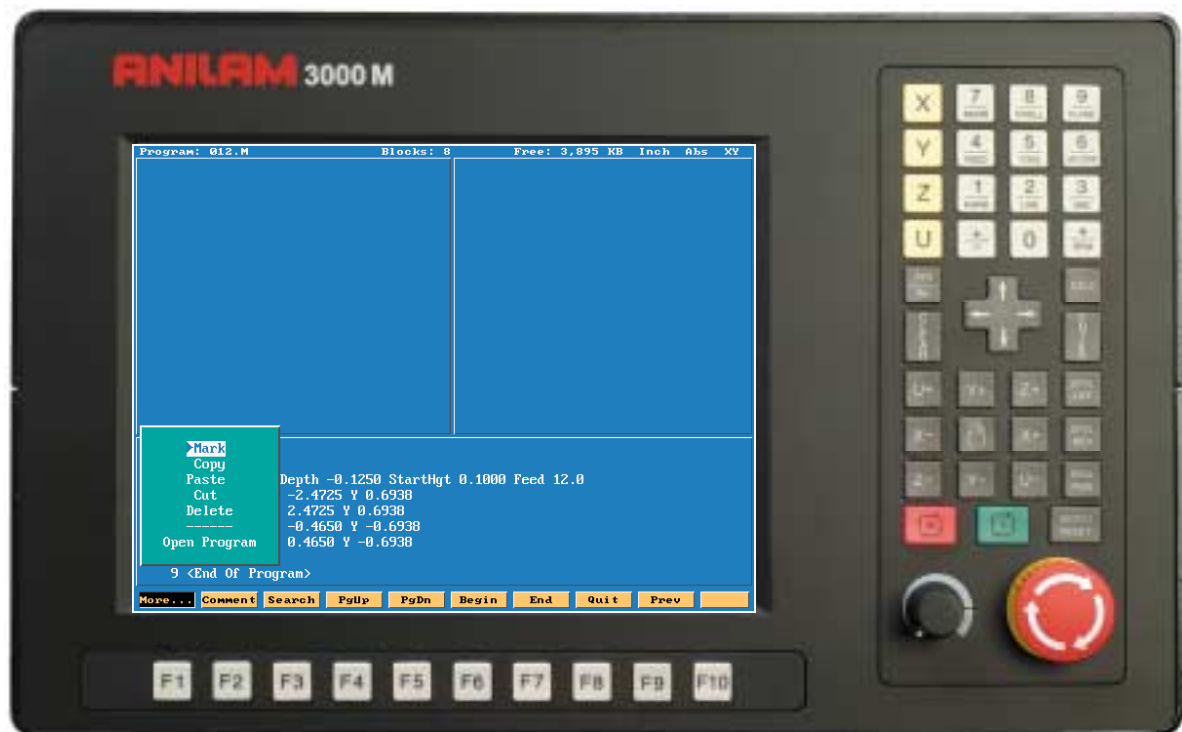 ANILAM 3000 M
Program: 012.M Blocks: 8 Free: 3,895 KB Inch Abs XY
Mark
Copy
Paste Depth -0.1250 StartHgt 0.1000 Feed 12.0
Cut -2.4725 Y 0.6938
Delete 2.4725 Y 0.6938
------ -0.4650 Y -0.6938
Open Program 0.4650 Y -0.6938
9 <End Of Program>
More... Comment Search PgUp PgDn Begin End Quit Prev
F1 F2 F3 F4 F5 F6 F7 F8 F9 F10
X 7 8 9
Y 4 5 6
Z 1 2 3
U 0
Y+ Z+
X- X+
Z- Y- U-